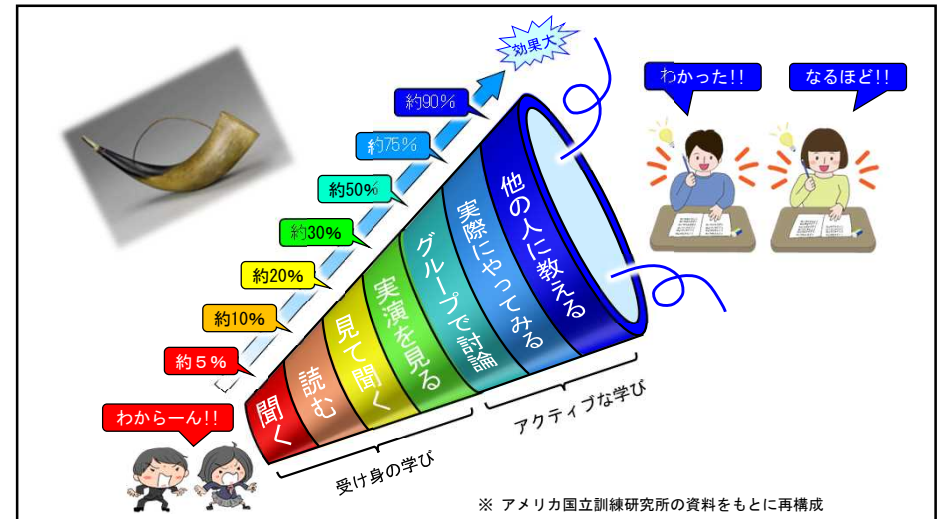 効果大
約90%
約75%
約50%
約30%
約20%
約10%
約５%
わかった!!
なるほど!!
わからーん!!
聞く
読む
見て聞く
実演を見る
グループで討論
実際にやってみる
他の人に教える
受け身の学び
アクティブな学び
※ アメリカ国立訓練研究所の資料をもとに再構成